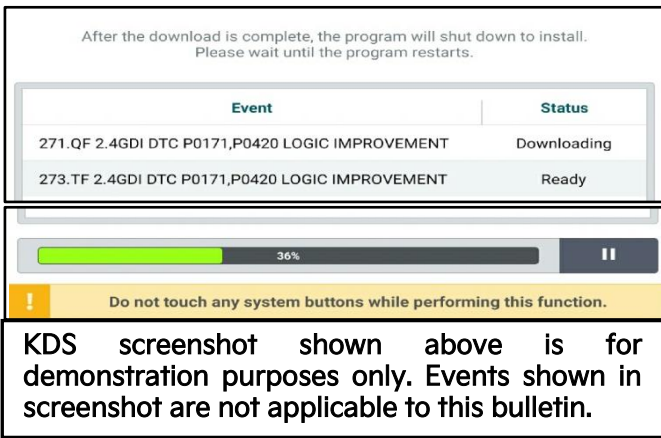 After the download is complete, the program will shut down to install.
Please wait until the program restarts.
Event Status
271.QF 2.4GDI DTC P0171,P0420 LOGIC IMPROVEMENT Downloading
273.TF 2.4GDI DTC P0171,P0420 LOGIC IMPROVEMENT Ready
36%
! Do not touch any system buttons while performing this function.
KDS screenshot shown above is for
demonstration purposes only. Events shown in
screenshot are not applicable to this bulletin.